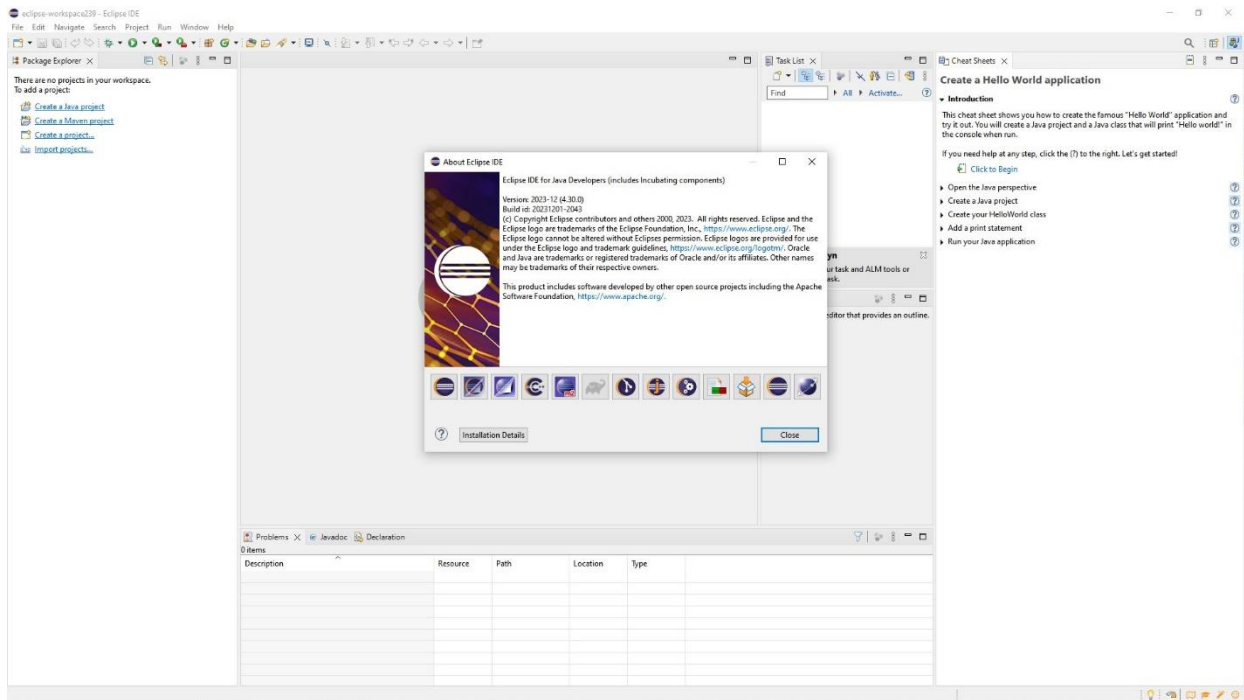 eclipse-workspace239 - Eclipse IDE
File Edit Navigate Search Project Run Window Help
Package Explorer
There are no projects in your workspace.
To add a project:
Create a Java project
Create a Maven project
Create a project...
Import projects...
Task List
Find
All
Activate...
ur task and ALM tools or
editor that provides an outline.
About Eclipse IDE
Eclipse IDE for Java Developers (includes Incubating components)
Version: 2023-12 (4.30.0)
Build id: 20231201-2043
(c) Copyright Eclipse contributors and others 2000, 2023. All rights reserved. Eclipse and the
Eclipse logo are trademarks of the Eclipse Foundation, Inc., https://www.eclipse.org/. The
Eclipse logo cannot be altered without Eclipses permission. Eclipse logos are provided for use
under the Eclipse logo and trademark guidelines, https://www.eclipse.org/logotm/. Oracle
and Java are trademarks or registered trademarks of Oracle and/or its affiliates. Other names
may be trademarks of their respective owners.
This product includes software developed by other open source projects including the Apache
Software Foundation, https://www.apache.org/.
Installation Details
Close
Problems Javadoc Declaration
0 items
Description Resource Path Location Type
Cheat Sheets
Create a Hello World application
Introduction
This cheat sheet shows you how to create the famous "Hello World" application and
try it out. You will create a Java project and a Java class that will print "Hello world!" in
the console when run.
If you need help at any step, click the (?) to the right. Let's get started!
Click to Begin
Open the Java perspective
Create a Java project
Create your HelloWorld class
Add a print statement
Run your Java application